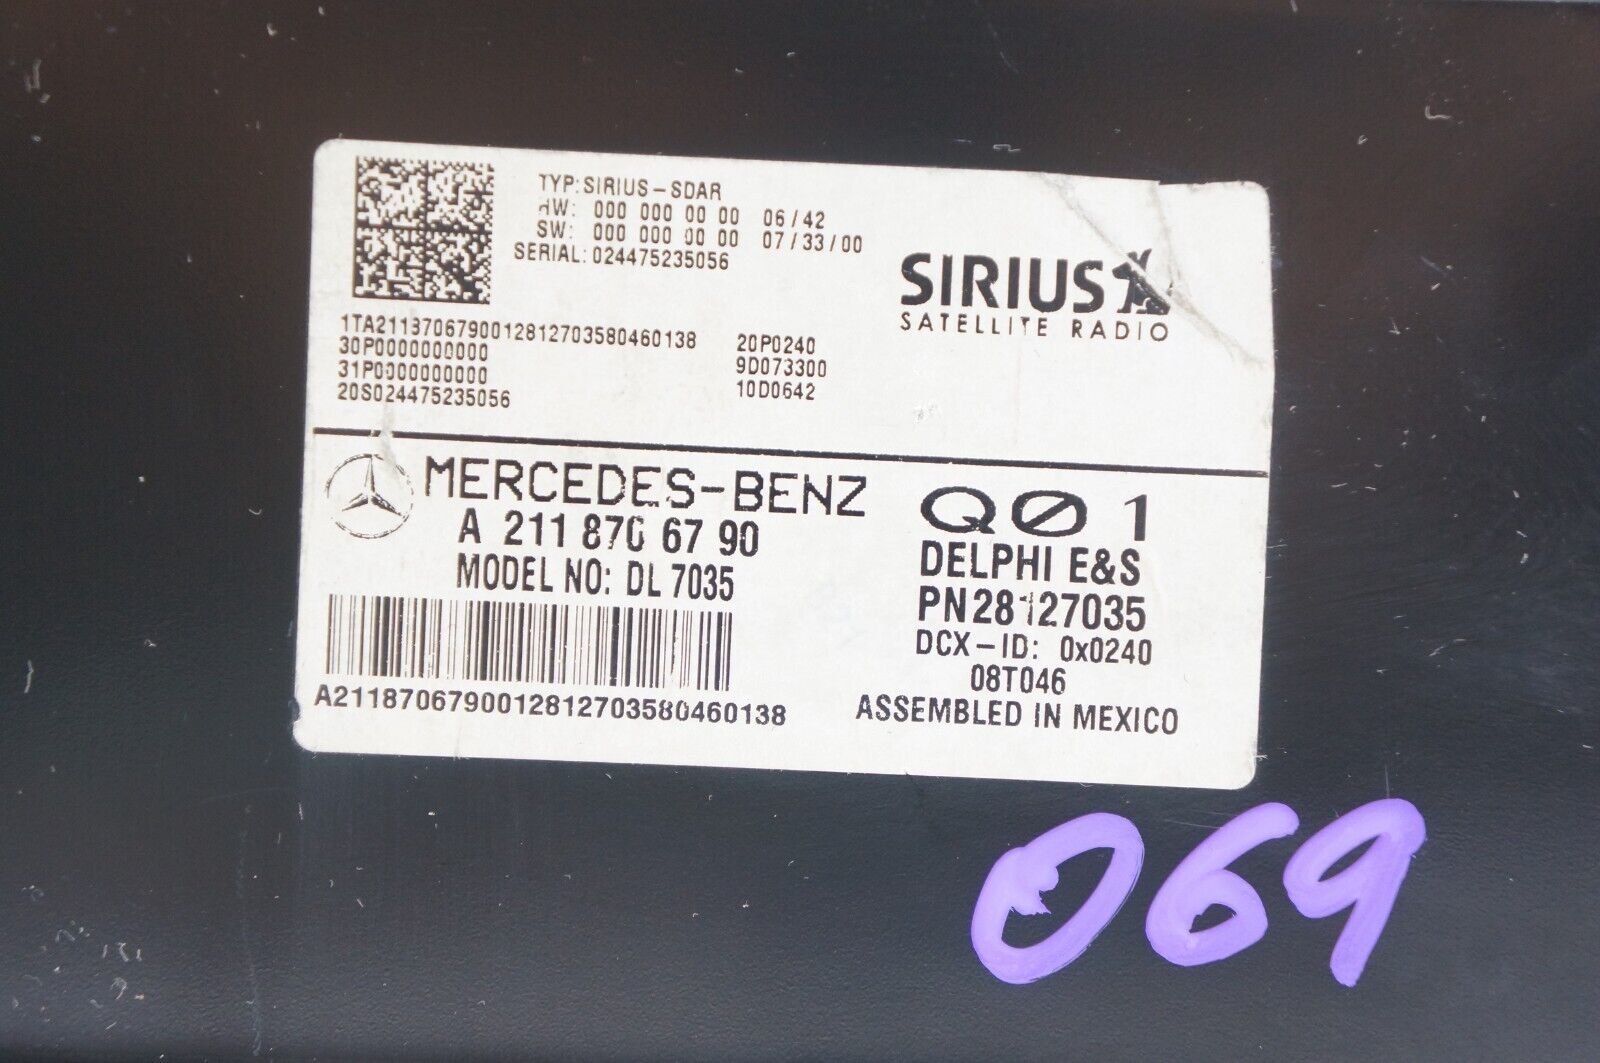 TYP: SIRIUS-SDAR
HW: 000 000 00 00 06/42
SW: 000 000 00 00 07/33/00
SERIAL: 024475235056
SIRIUS
SATELLITE RADIO
1TA2118706790012812703580460138 20P0240
30P0000000000 9D073300
31P0000000000 10D0642
20S024475235056
MERCEDES-BENZ
A 211 870 67 90
MODEL NO: DL 7035
A2118706790012812703580460138
Q01
DELPHI E&S
PN28127035
DCX-ID: 0x0240
08T046
ASSEMBLED IN MEXICO
069